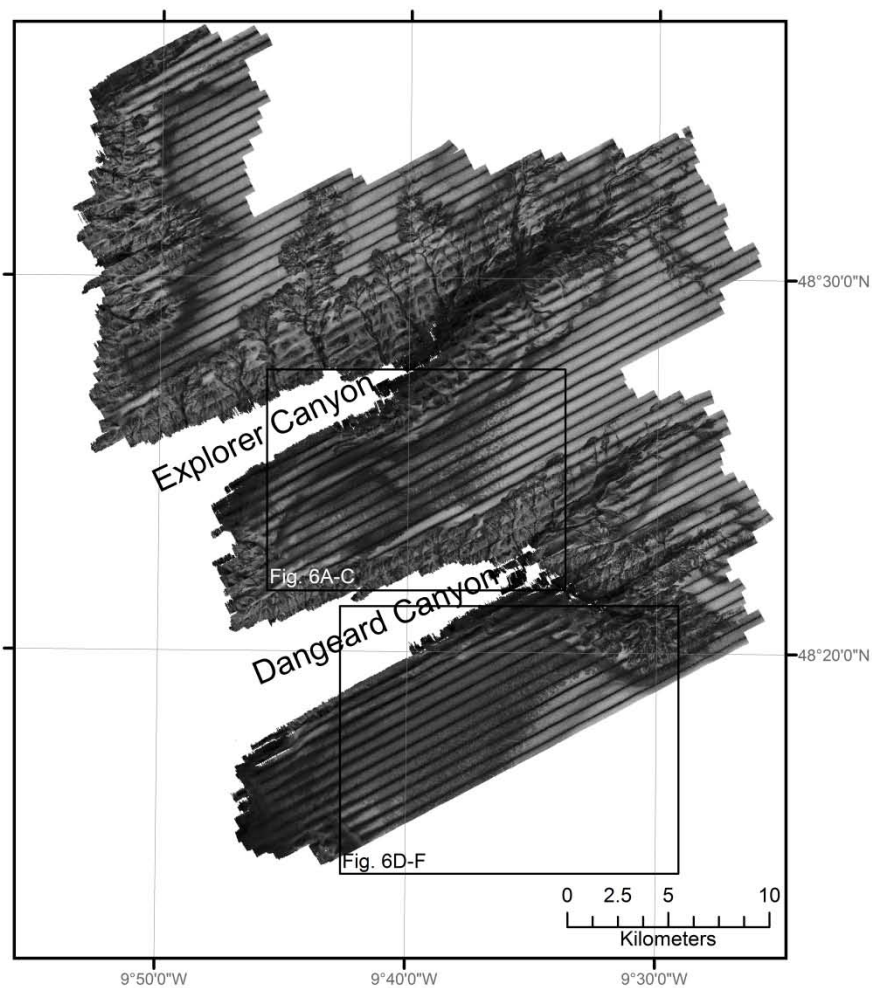 48°30'0"N
Explorer Canyon
Fig. 6A-C
Dangeard Canyon
48°20'0"N
Fig. 6D-F
0 2.5 5 10
Kilometers
9°50'0"W 9°40'0"W 9°30'0"W